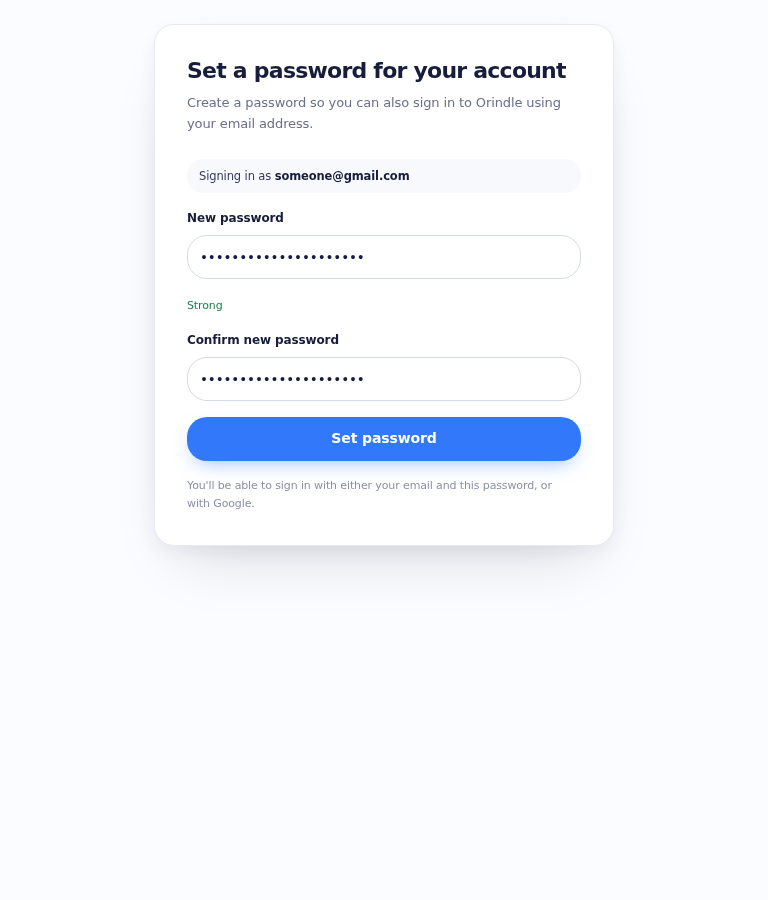 Set a password for your account
Create a password so you can also sign in to Orindle using
your email address.
Signing in as someone@gmail.com
New password
•••••••••••••••••••••
Strong
Confirm new password
•••••••••••••••••••••
Set password
You'll be able to sign in with either your email and this password, or
with Google.